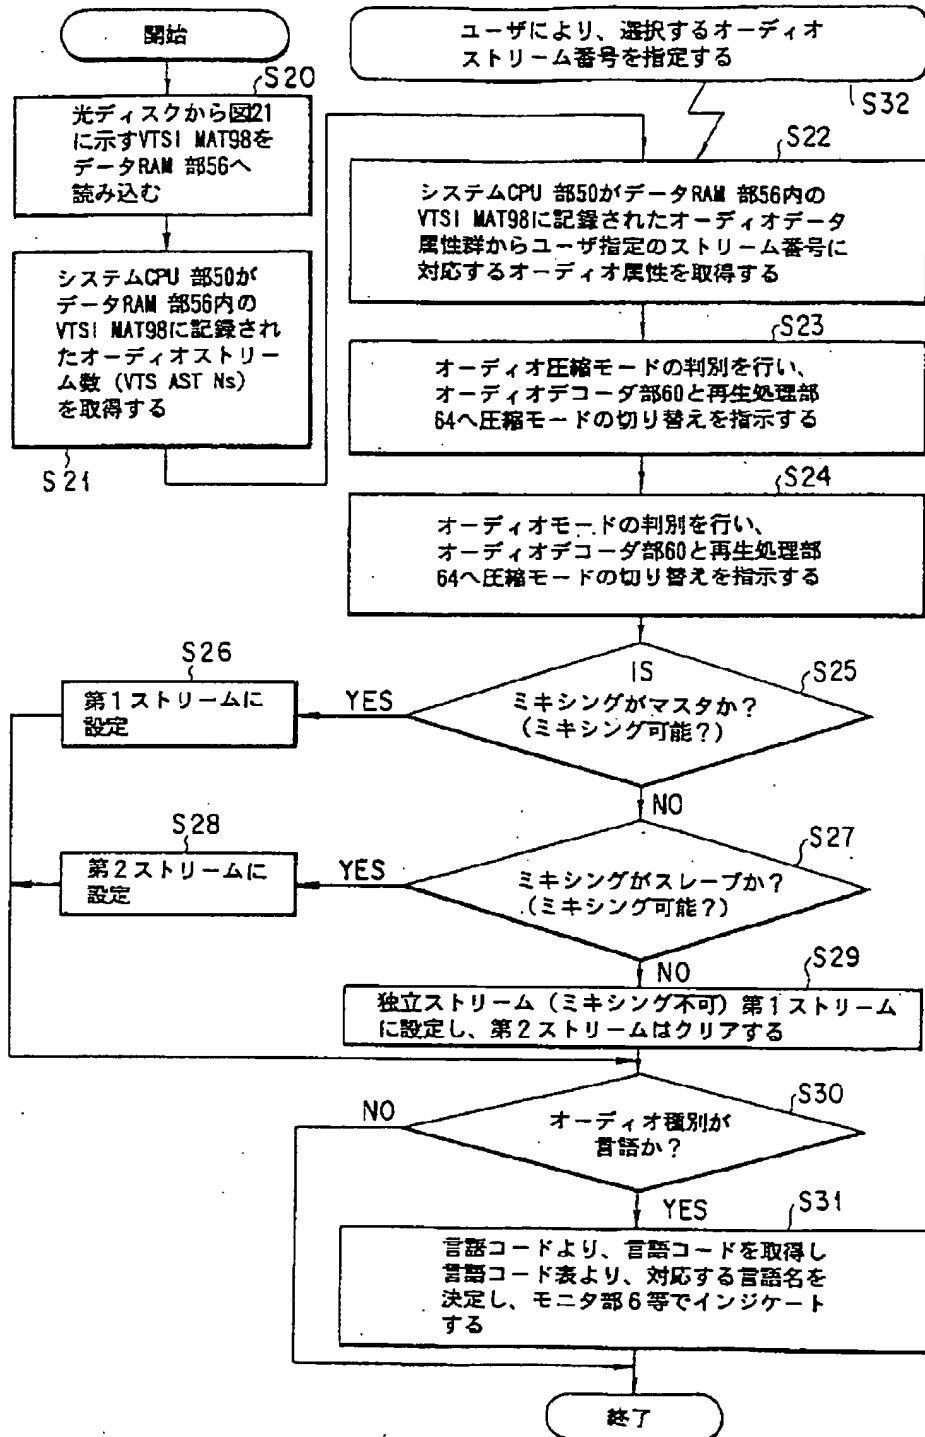 開始
S20
光ディスクから図21
に示すVTSI MAT98を
データRAM 部56へ
読み込む
システムCPU 部50が
データRAM 部56内の
VTSI MAT98に記録され
たオーディオストリー
ム数 (VTS AST Ns)
を取得する
S21
ユーザにより、選択するオーディオ
ストリーム番号を指定する
S32
S22
システムCPU 部50がデータRAM 部56内の
VTSI MAT98に記録されたオーディオデータ
属性群からユーザ指定のストリーム番号に
対応するオーディオ属性を取得する
S23
オーディオ圧縮モードの判別を行い、
オーディオデコーダ部60と再生処理部
64へ圧縮モードの切り替えを指示する
S24
オーディオモードの判別を行い、
オーディオデコーダ部60と再生処理部
64へ圧縮モードの切り替えを指示する
S25
IS
ミキシングがマスタか?
(ミキシング可能?)
YES
S26
第1ストリームに
設定
NO
S27
ミキシングがスレーブか?
(ミキシング可能?)
YES
S28
第2ストリームに
設定
NO
S29
独立ストリーム (ミキシング不可) 第1ストリーム
に設定し、第2ストリームはクリアする
S30
オーディオ種別が
言語か?
NO
YES
S31
言語コードより、言語コードを取得し
言語コード表より、対応する言語名を
決定し、モニタ部6等でインジケート
する
終了